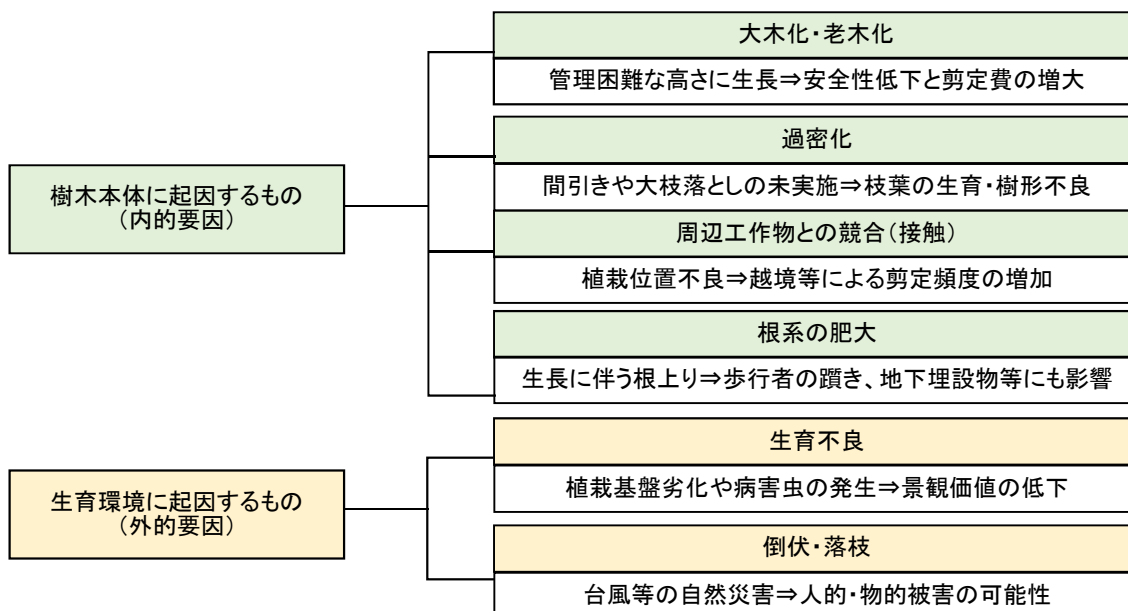 樹木本体に起因するもの
（内的要因）
大木化・老木化
管理困難な高さに生長⇒安全性低下と剪定費の増大
過密化
間引きや大枝落としの未実施⇒枝葉の生育・樹形不良
周辺工作物との競合（接触）
植栽位置不良⇒越境等による剪定頻度の増加
根系の肥大
生長に伴う根上り⇒歩行者の躓き、地下埋設物等にも影響
生育環境に起因するもの
（外的要因）
生育不良
植栽基盤劣化や病害虫の発生⇒景観価値の低下
倒伏・落枝
台風等の自然災害⇒人的・物的被害の可能性